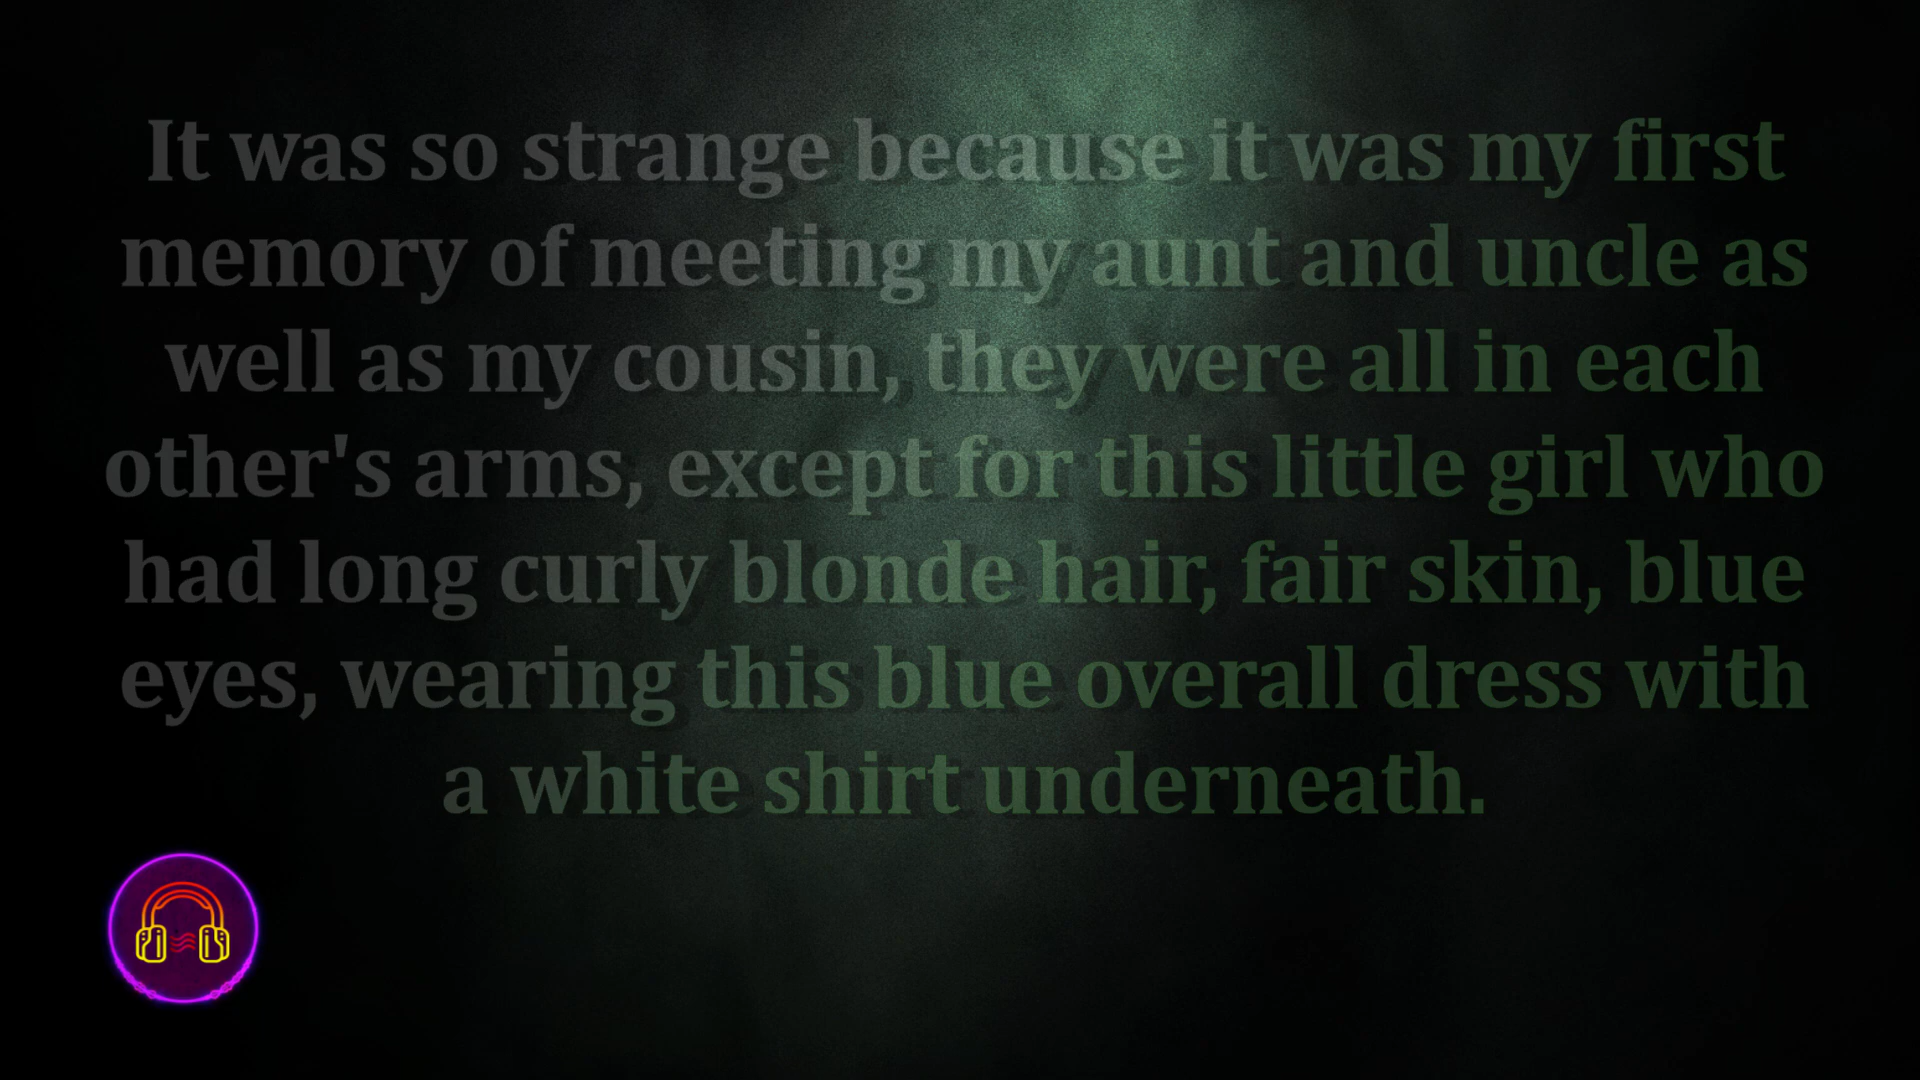 It was so strange because it was my first
memory of meeting my aunt and uncle as
well as my cousin, they were all in each
other's arms, except for this little girl who
had long curly blonde hair, fair skin, blue
eyes, wearing this blue overall dress with
a white shirt underneath.